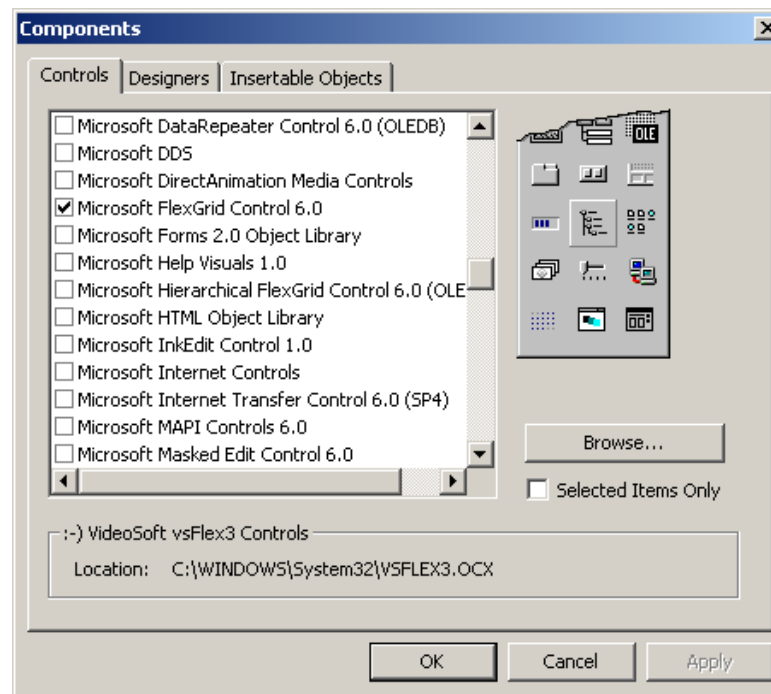 Components
Controls Designers Insertable Objects
Microsoft DataRepeater Control 6.0 (OLEDB)
Microsoft DDS
Microsoft DirectAnimation Media Controls
Microsoft FlexGrid Control 6.0
Microsoft Forms 2.0 Object Library
Microsoft Help Visuals 1.0
Microsoft Hierarchical FlexGrid Control 6.0 (OLE
Microsoft HTML Object Library
Microsoft InkEdit Control 1.0
Microsoft Internet Controls
Microsoft Internet Transfer Control 6.0 (SP4)
Microsoft MAPI Controls 6.0
Microsoft Masked Edit Control 6.0
OLE
Browse...
Selected Items Only
:-) VideoSoft vsFlex3 Controls
Location: C:\WINDOWS\System32\VSFLEX3.OCX
OK Cancel Apply